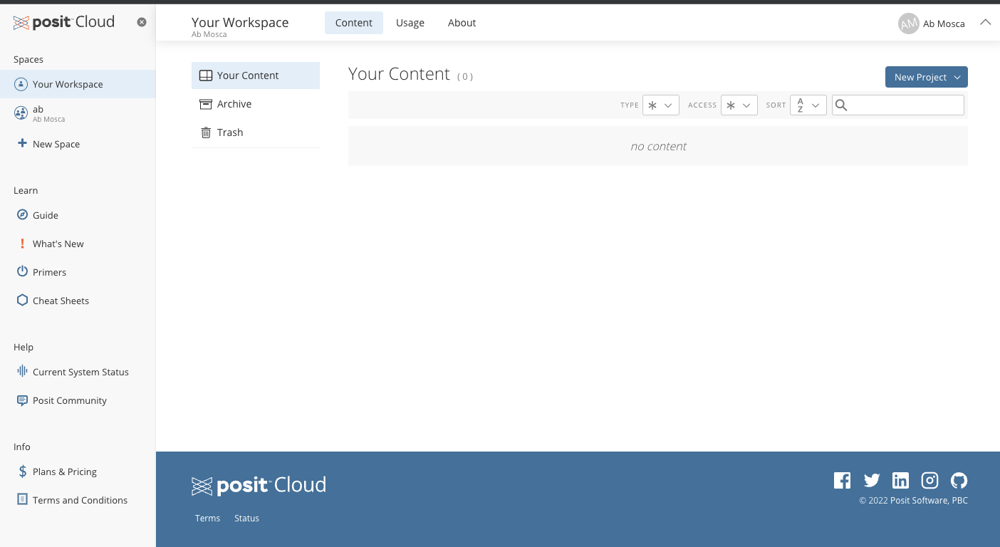 posit™ Cloud
Spaces
Your Workspace
ab
Ab Mosca
New Space
Learn
Guide
What's New
Primers
Cheat Sheets
Help
Current System Status
Posit Community
Info
Plans & Pricing
Terms and Conditions
Your Workspace
Ab Mosca
Content Usage About
AM Ab Mosca
Your Content
Archive
Trash
Your Content ( 0 )
New Project
TYPE * ACCESS * SORT A Z
no content
posit™ Cloud
Terms Status
© 2022 Posit Software, PBC